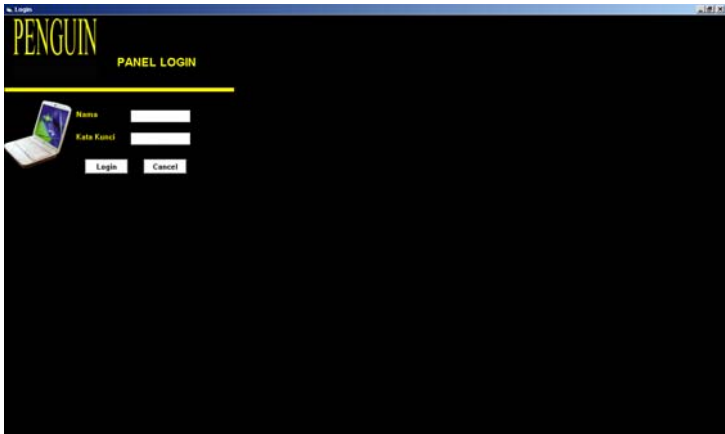 Login
PENGUIN
PANEL LOGIN
Nama
Kata Kunci
Login Cancel